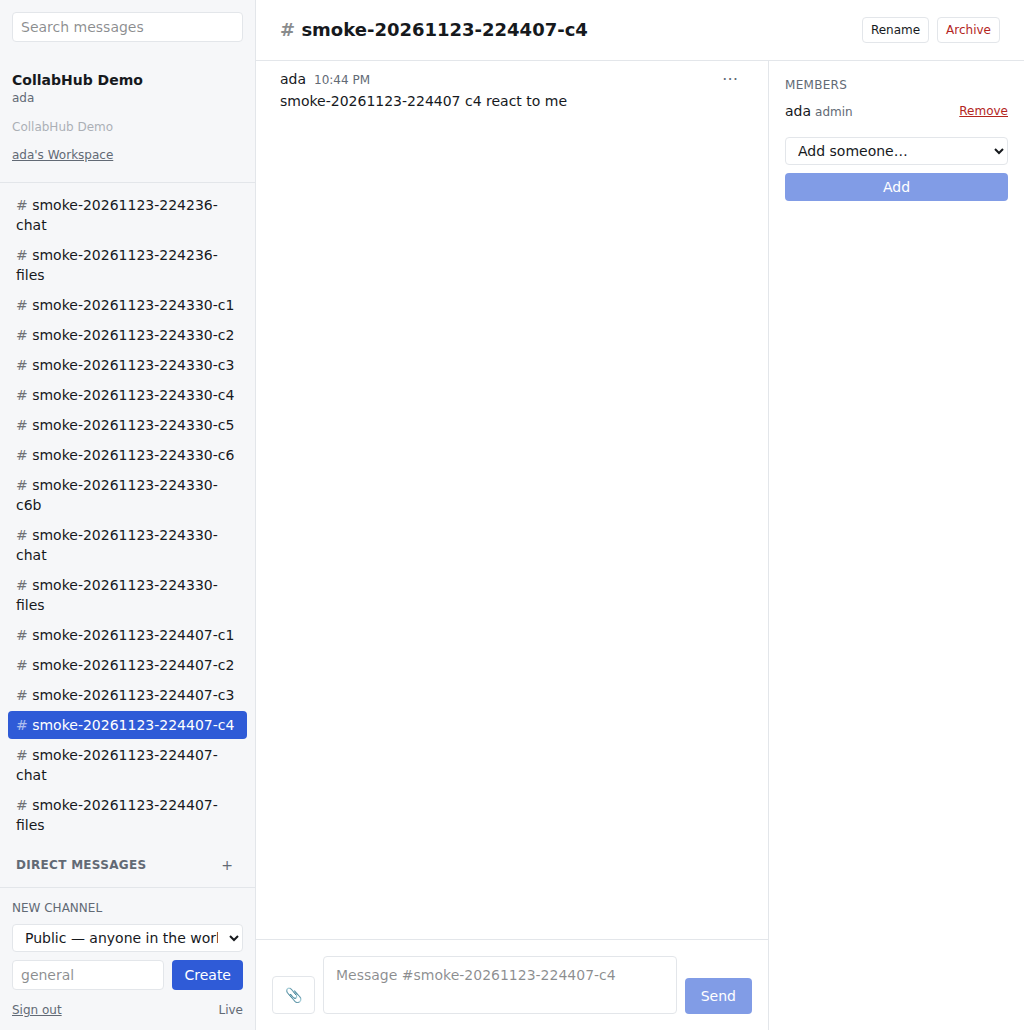 Search messages
CollabHub Demo
ada
CollabHub Demo
ada's Workspace
# smoke-20261123-224236-
chat
# smoke-20261123-224236-
files
# smoke-20261123-224330-c1
# smoke-20261123-224330-c2
# smoke-20261123-224330-c3
# smoke-20261123-224330-c4
# smoke-20261123-224330-c5
# smoke-20261123-224330-c6
# smoke-20261123-224330-
c6b
# smoke-20261123-224330-
chat
# smoke-20261123-224330-
files
# smoke-20261123-224407-c1
# smoke-20261123-224407-c2
# smoke-20261123-224407-c3
# smoke-20261123-224407-c4
# smoke-20261123-224407-
chat
# smoke-20261123-224407-
files
DIRECT MESSAGES +
NEW CHANNEL
Public — anyone in the worl
general Create
Sign out Live
# smoke-20261123-224407-c4 Rename Archive
ada 10:44 PM ...
smoke-20261123-224407 c4 react to me
Message #smoke-20261123-224407-c4
Send
MEMBERS
ada admin Remove
Add someone...
Add